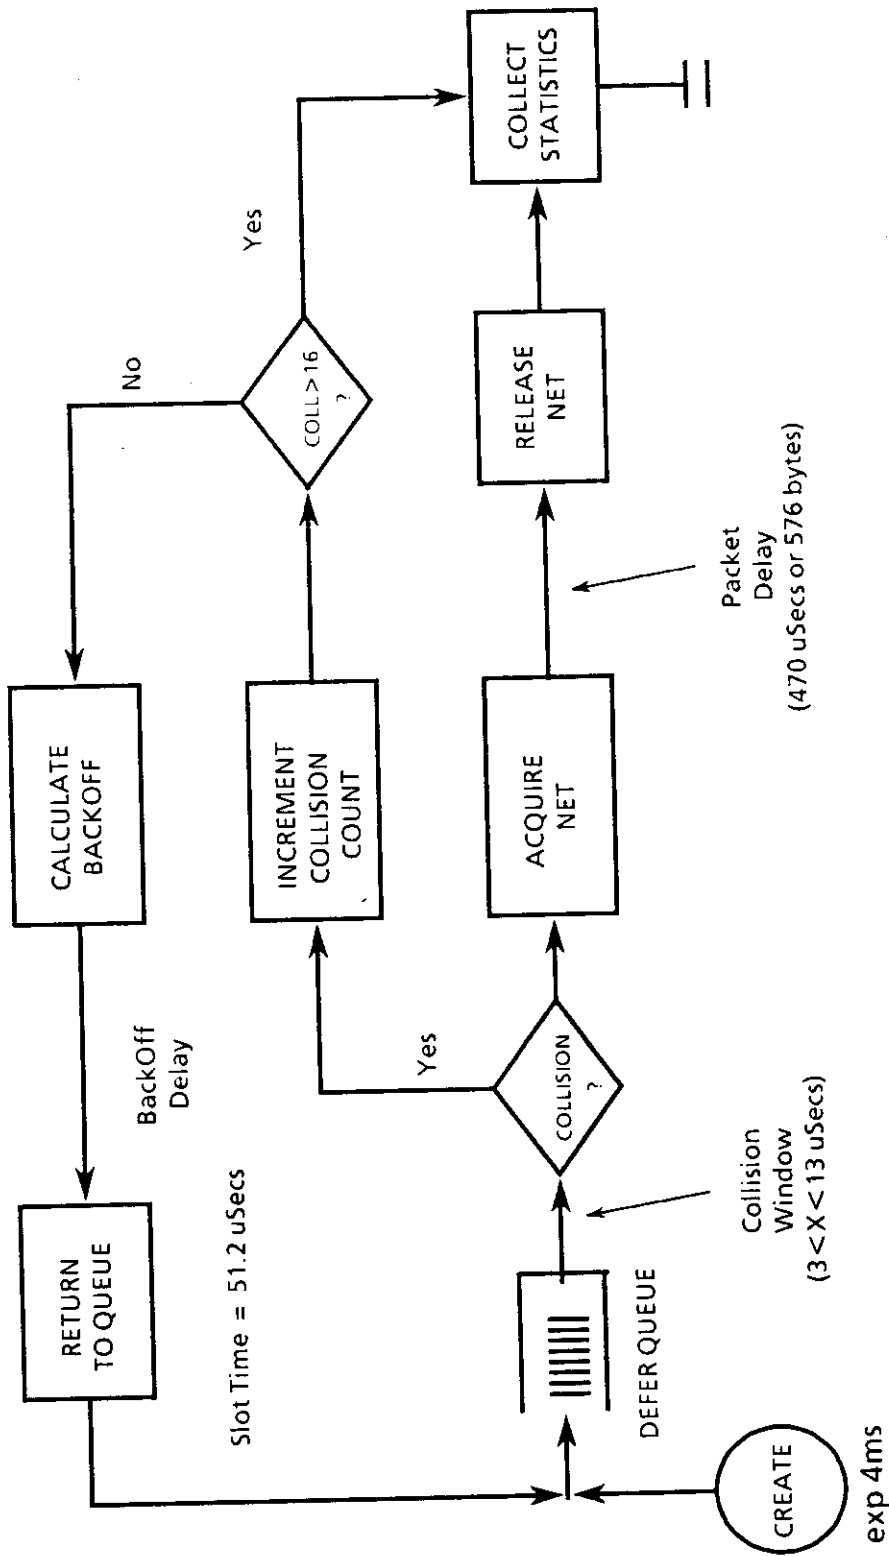 RETURN
TO QUEUE
BackOff
Delay
CALCULATE
BACKOFF
No
Yes
Slot Time = 51.2 uSecs
INCREMENT
COLLISION
COUNT
COLL>16
?
Yes
COLLISION
?
ACQUIRE
NET
RELEASE
NET
COLLECT
STATISTICS
DEFER QUEUE
Collision
Window
(3<X<13 uSecs)
Packet
Delay
(470 uSecs or 576 bytes)
CREATE
exp 4ms